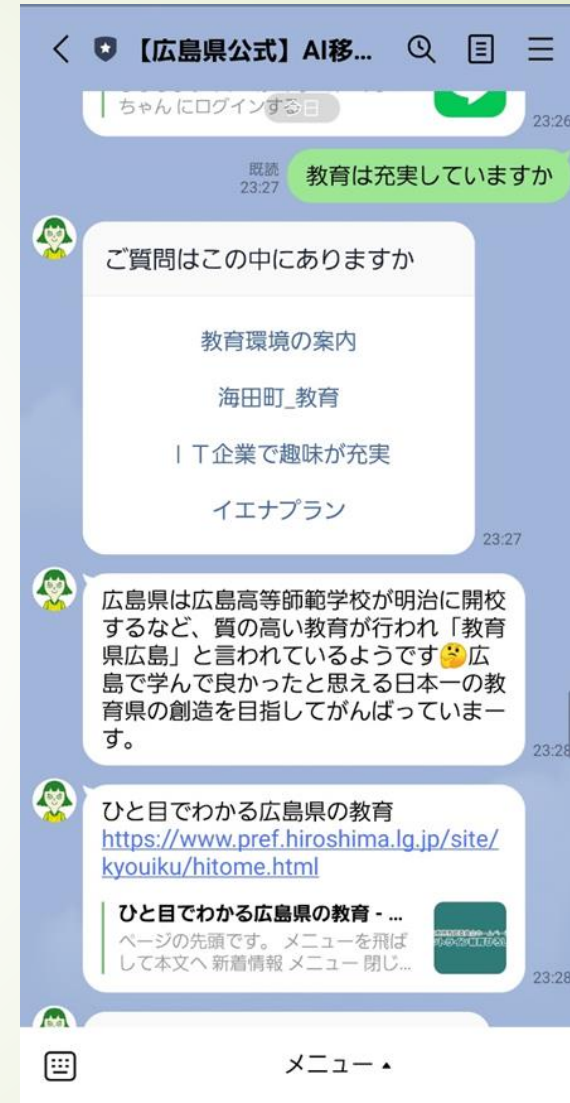 【広島県公式】AI移...
ちゃん にログインする
今日
23:26
既読
23:27
教育は充実していますか
ご質問はこの中にありますか
教育環境の案内
海田町_教育
IT企業で趣味が充実
イエナプラン
23:27
広島県は広島高等師範学校が明治に開校
するなど、質の高い教育が行われ「教育
県広島」と言われているようです🤔広
島で学んで良かったと思える日本一の教
育県の創造を目指してがんばっていまー
す。
23:28
ひと目でわかる広島県の教育
https://www.pref.hiroshima.lg.jp/site/
kyouiku/hitome.html
ひと目でわかる広島県の教育 - ...
ページの先頭です。 メニューを飛ば
して本文へ 新着情報 メニュー 閉じ...
23:28
メニュー ▲